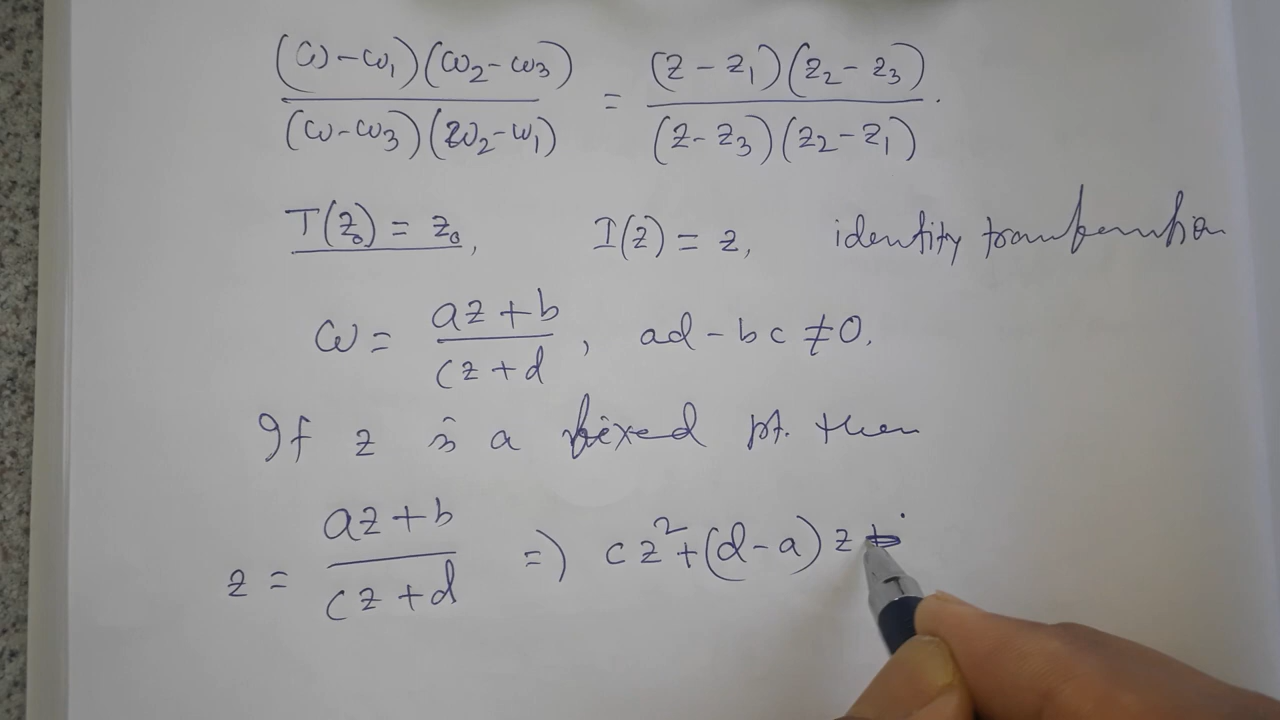 (ω-ω₁)(ω₂-ω₃) / (ω-ω₃)(ω₂-ω₁) = (z-z₁)(z₂-z₃) / (z-z₃)(z₂-z₁).
T(z₀) = z₀, I(z) = z, identity transformation
ω = az+b / cz+d, ad-bc≠0.
If z is a fixed pt. then
z = az+b / cz+d => cz²+(d-a)z